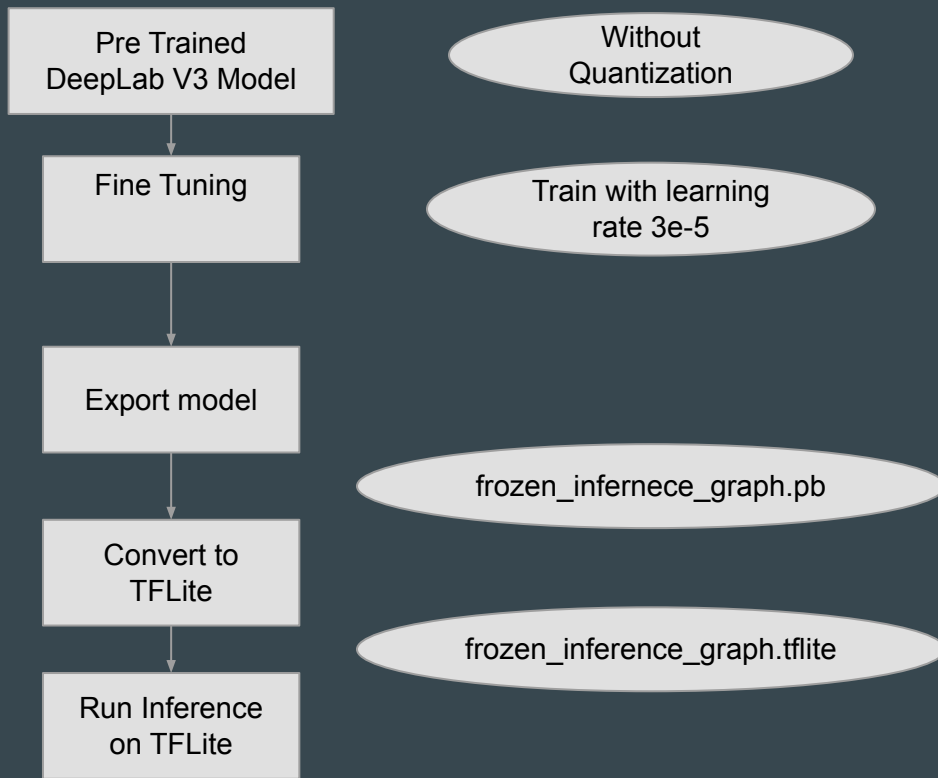 Pre Trained
DeepLab V3 Model
Without
Quantization
Fine Tuning
Train with learning
rate 3e-5
Export model
frozen_infernece_graph.pb
Convert to
TFLite
frozen_inference_graph.tflite
Run Inference
on TFLite